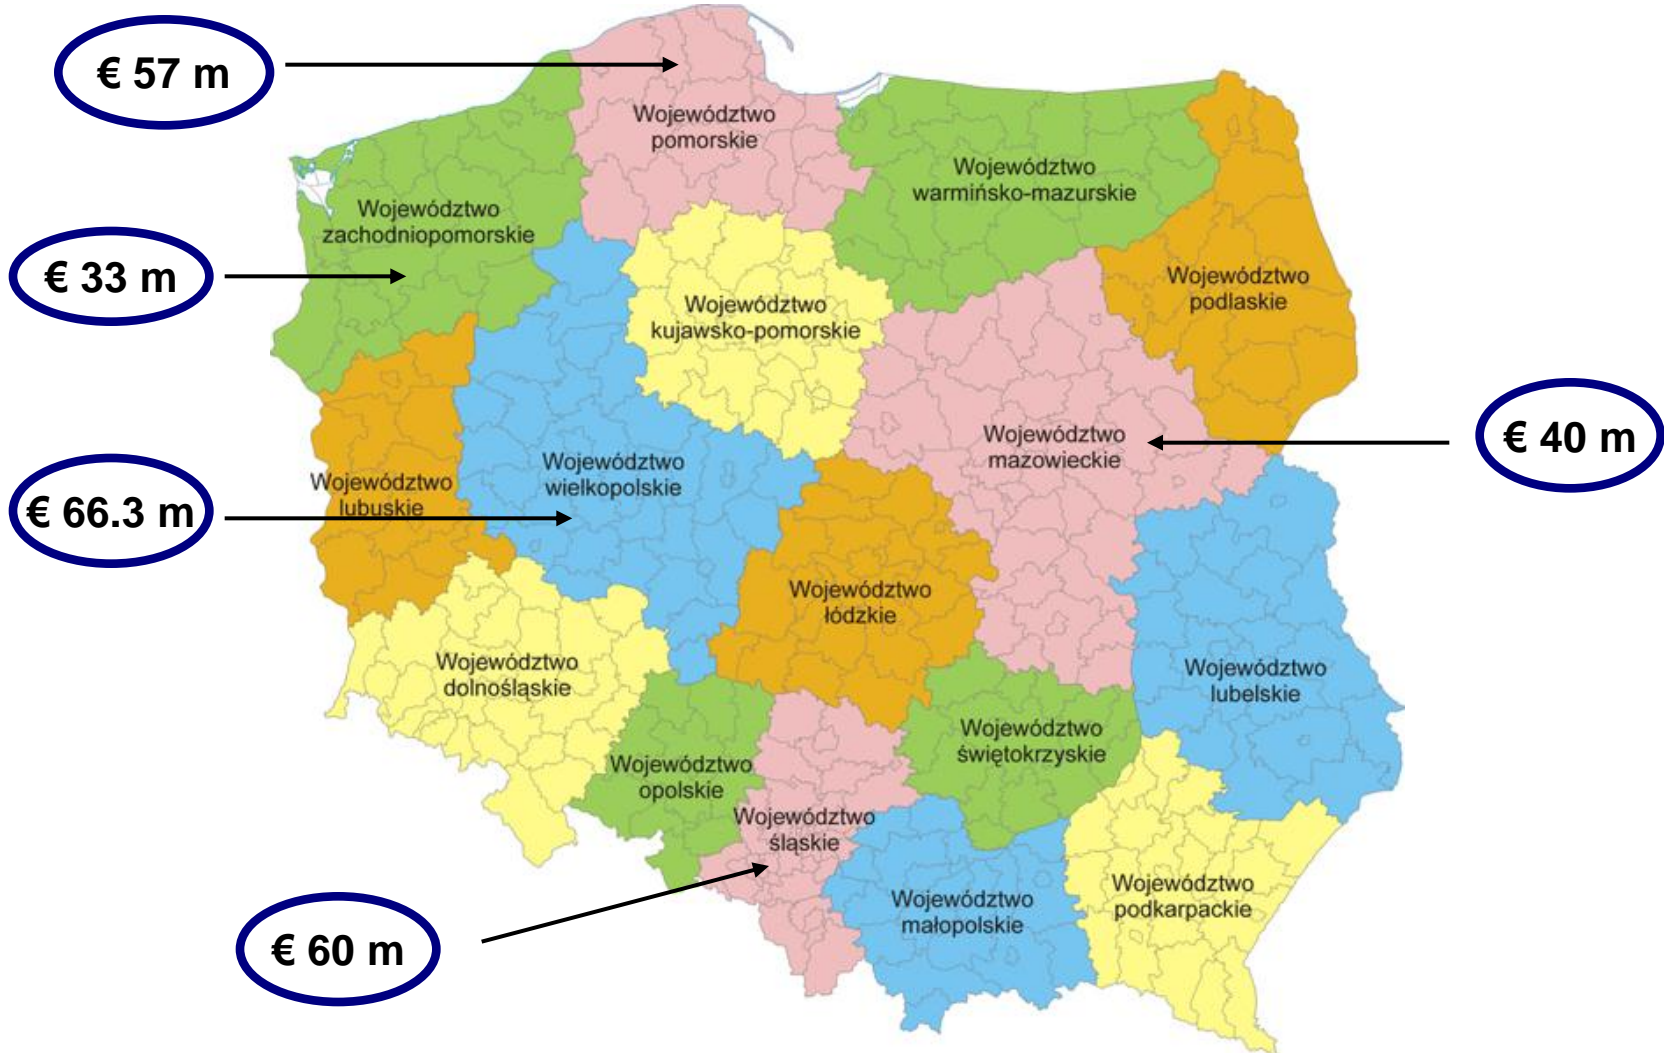 € 57 m
Województwo
pomorskie
Województwo
warmińsko-mazurskie
Województwo
zachodniopomorskie
€ 33 m
Województwo
podlaskie
Województwo
kujawsko-pomorskie
Województwo
mazowieckie
€ 40 m
Województwo
wielkopolskie
Województwo
lubuskie
€ 66.3 m
Województwo
łódzkie
Województwo
dolnośląskie
Województwo
lubelskie
Województwo
świętokrzyskie
Województwo
opolskie
Województwo
śląskie
Województwo
podkarpackie
Województwo
małopolskie
€ 60 m